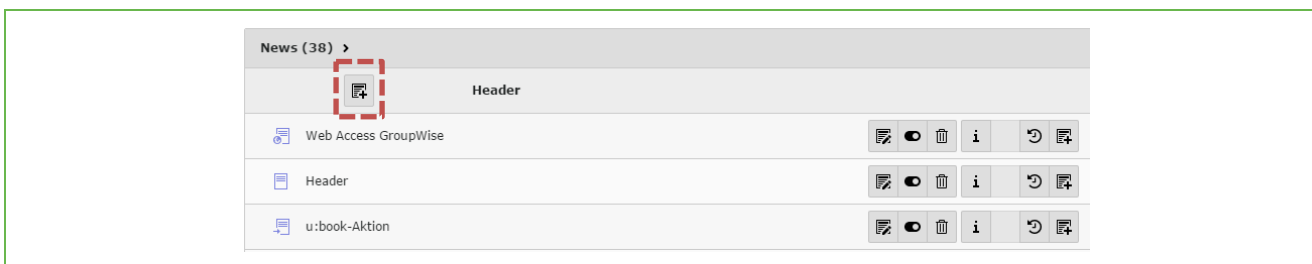 News (38) >
Header
Web Access GroupWise
Header
u:book-Aktion